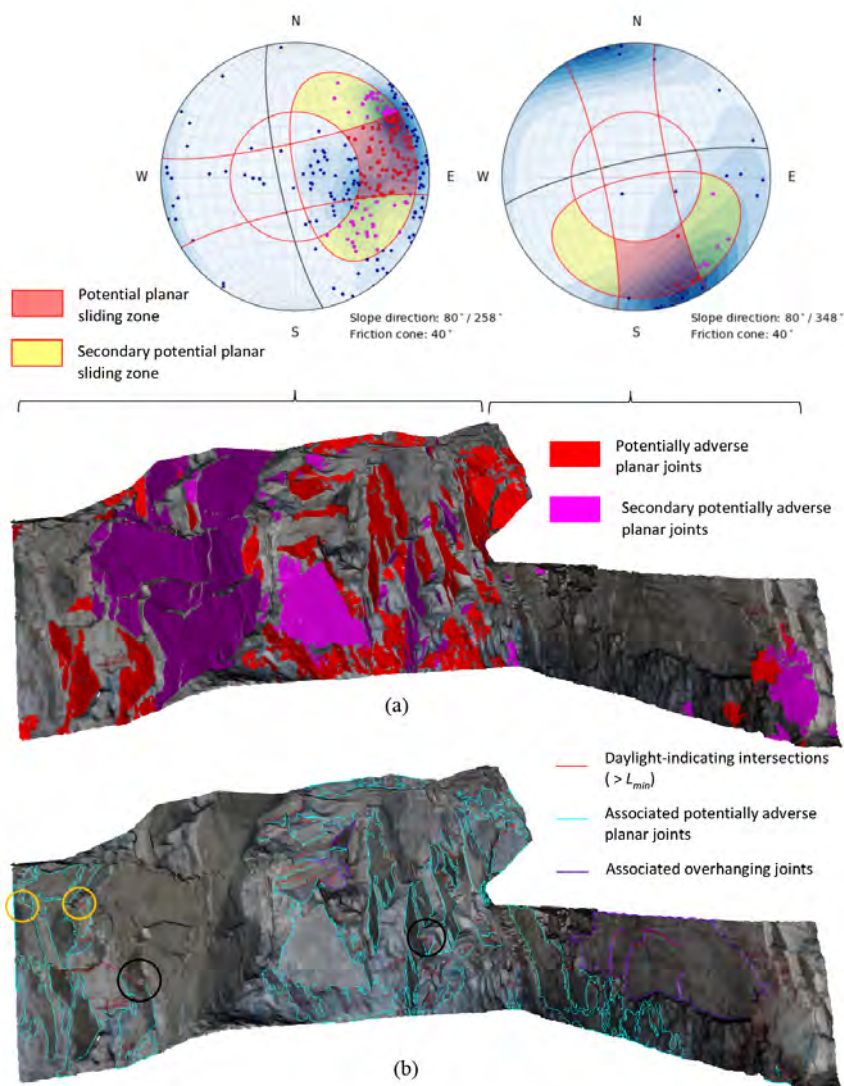 N
N
W
E
W
E
S
S
Slope direction: 80°/ 258°
Friction cone: 40°
Slope direction: 80°/ 348°
Friction cone: 40°
Potential planar
sliding zone
Secondary potential planar
sliding zone
Potentially adverse
planar joints
Secondary potentially adverse
planar joints
(a)
Daylight-indicating intersections
( > Lmin)
Associated potentially adverse
planar joints
Associated overhanging joints
(b)